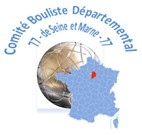 Comité Bouliste Départemental
77 - de Seine et Marne - 77